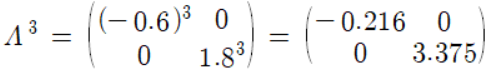 Λ³ = ((−0.6)³ 0 0 1.8³) = (−0.216 0 0 3.375)